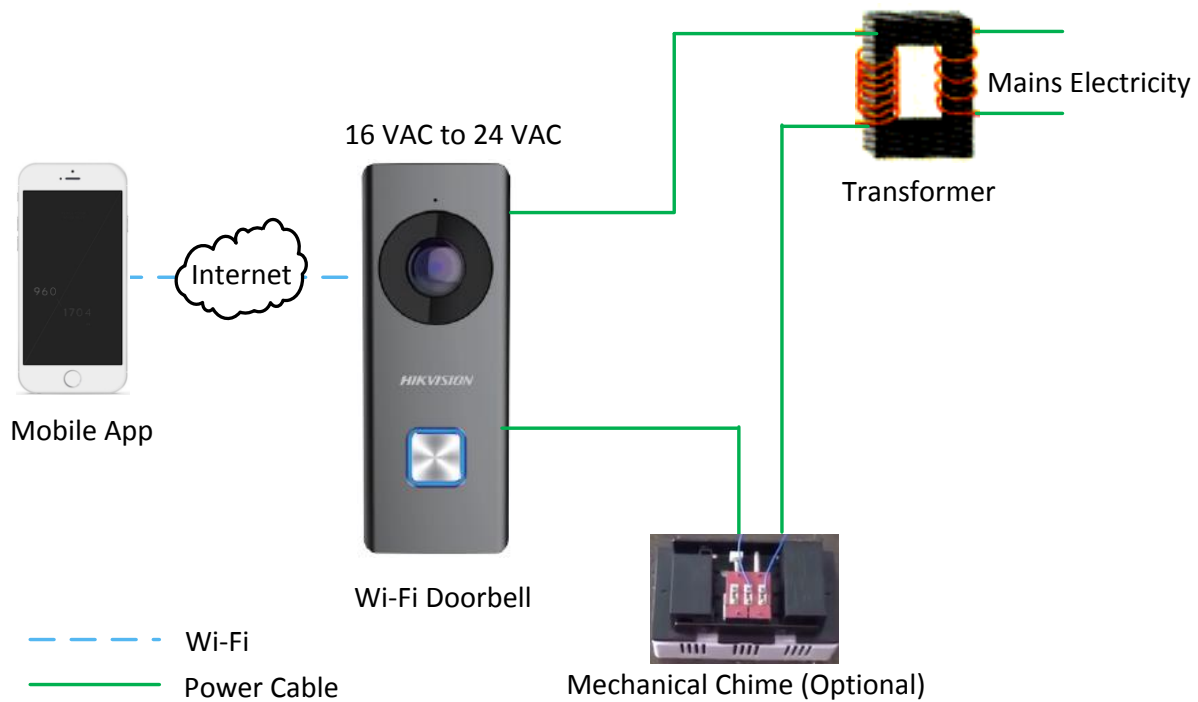 Mains Electricity
16 VAC to 24 VAC
Transformer
Internet
960
1704
HIKVISION
Mobile App
Wi-Fi Doorbell
Wi-Fi
Power Cable
Mechanical Chime (Optional)